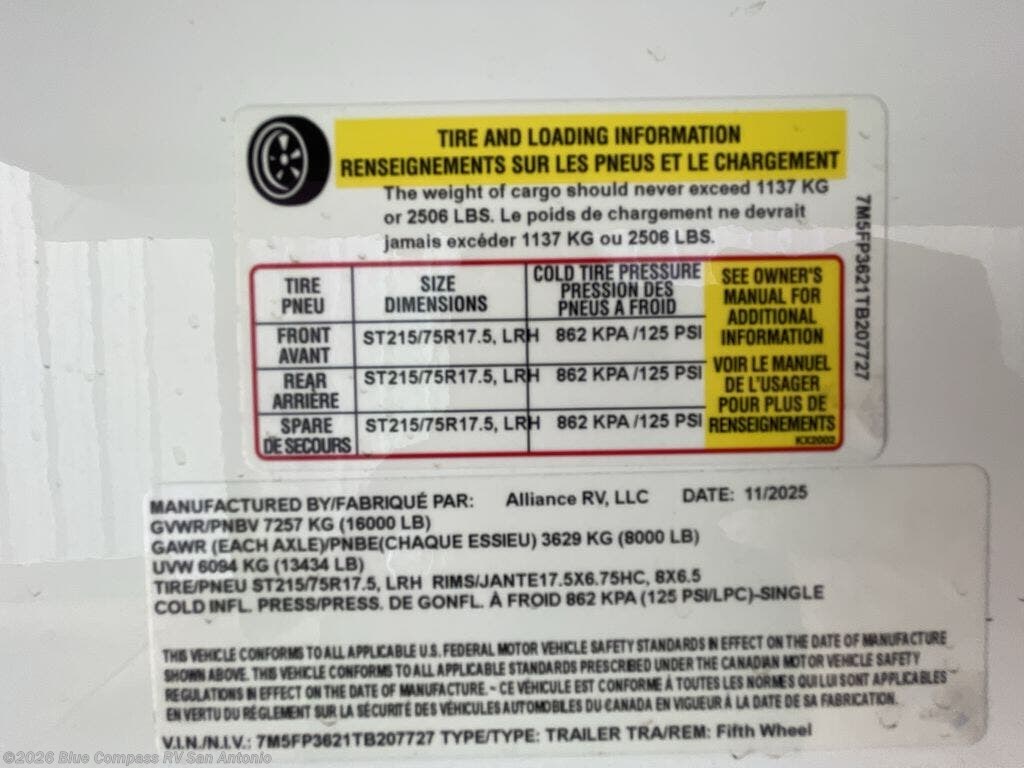 TIRE AND LOADING INFORMATION
RENSEIGNEMENTS SUR LES PNEUS ET LE CHARGEMENT
The weight of cargo should never exceed 1137 KG
or 2506 LBS. Le poids de chargement ne devrait
jamais excéder 1137 KG ou 2506 LBS.
7M5FP3621TB207727
TIRE
PNEU
SIZE
DIMENSIONS
COLD TIRE PRESSURE
PRESSION DES
PNEUS A FROID
FRONT
AVANT
ST215/75R17.5, LRH
862 KPA /125 PSI
REAR
ARRIÈRE
ST215/75R17.5, LRH
862 KPA /125 PSI
SPARE
DE SECOURS
ST215/75R17.5, LRH
862 KPA /125 PSI
SEE OWNER'S
MANUAL FOR
ADDITIONAL
INFORMATION
VOIR LE MANUEL
DE L'USAGER
POUR PLUS DE
RENSEIGNEMENTS
KX2002
MANUFACTURED BY/FABRIQUÉ PAR: Alliance RV, LLC DATE: 11/2025
GVWR/PNBV 7257 KG (16000 LB)
GAWR (EACH AXLE)/PNBE(CHAQUE ESSIEU) 3629 KG (8000 LB)
UVW 6094 KG (13434 LB)
TIRE/PNEU ST215/75R17.5, LRH RIMS/JANTE17.5X6.75HC, 8X6.5
COLD INFL. PRESS/PRESS. DE GONFL. À FROID 862 KPA (125 PSI/LPC)-SINGLE
THIS VEHICLE CONFORMS TO ALL APPLICABLE U.S. FEDERAL MOTOR VEHICLE SAFETY STANDARDS IN EFFECT ON THE DATE OF MANUFACTURE
SHOWN ABOVE. THIS VEHICLE CONFORMS TO ALL APPLICABLE STANDARDS PRESCRIBED UNDER THE CANADIAN MOTOR VEHICLE SAFETY
REGULATIONS IN EFFECT ON THE DATE OF MANUFACTURE. - CE VÉHICULE EST CONFORME À TOUTES LES NORMES QUI LUI SONT APPLICABLES
EN VERTU DU RÉGLEMENT SUR LA SÉCURITÉ DES VÉHICULES AUTOMOBILES DU CANADA EN VIGUEUR À LA DATE DE SA FABRICATION.
V.I.N./N.I.V.: 7M5FP3621TB207727 TYPE/TYPE: TRAILER TRA/REM: Fifth Wheel
©2026 Blue Compass RV San Antonio